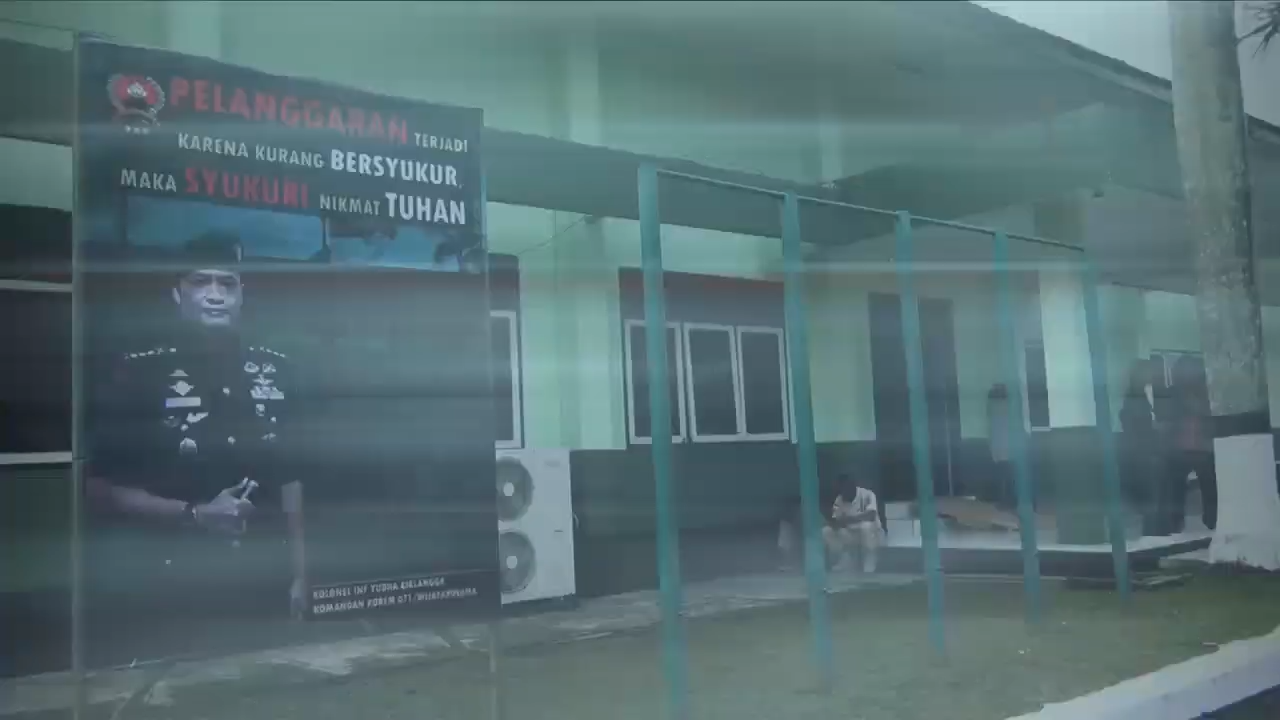 PELANGGARAN TERJADI
KARENA KURANG BERSYUKUR,
MAKA SYUKURI NIKMAT TUHAN
KOLONEL INF YUDHA AIRLANGGA
KOMANDAN KOREM 071/WIJAYAKUSUMA